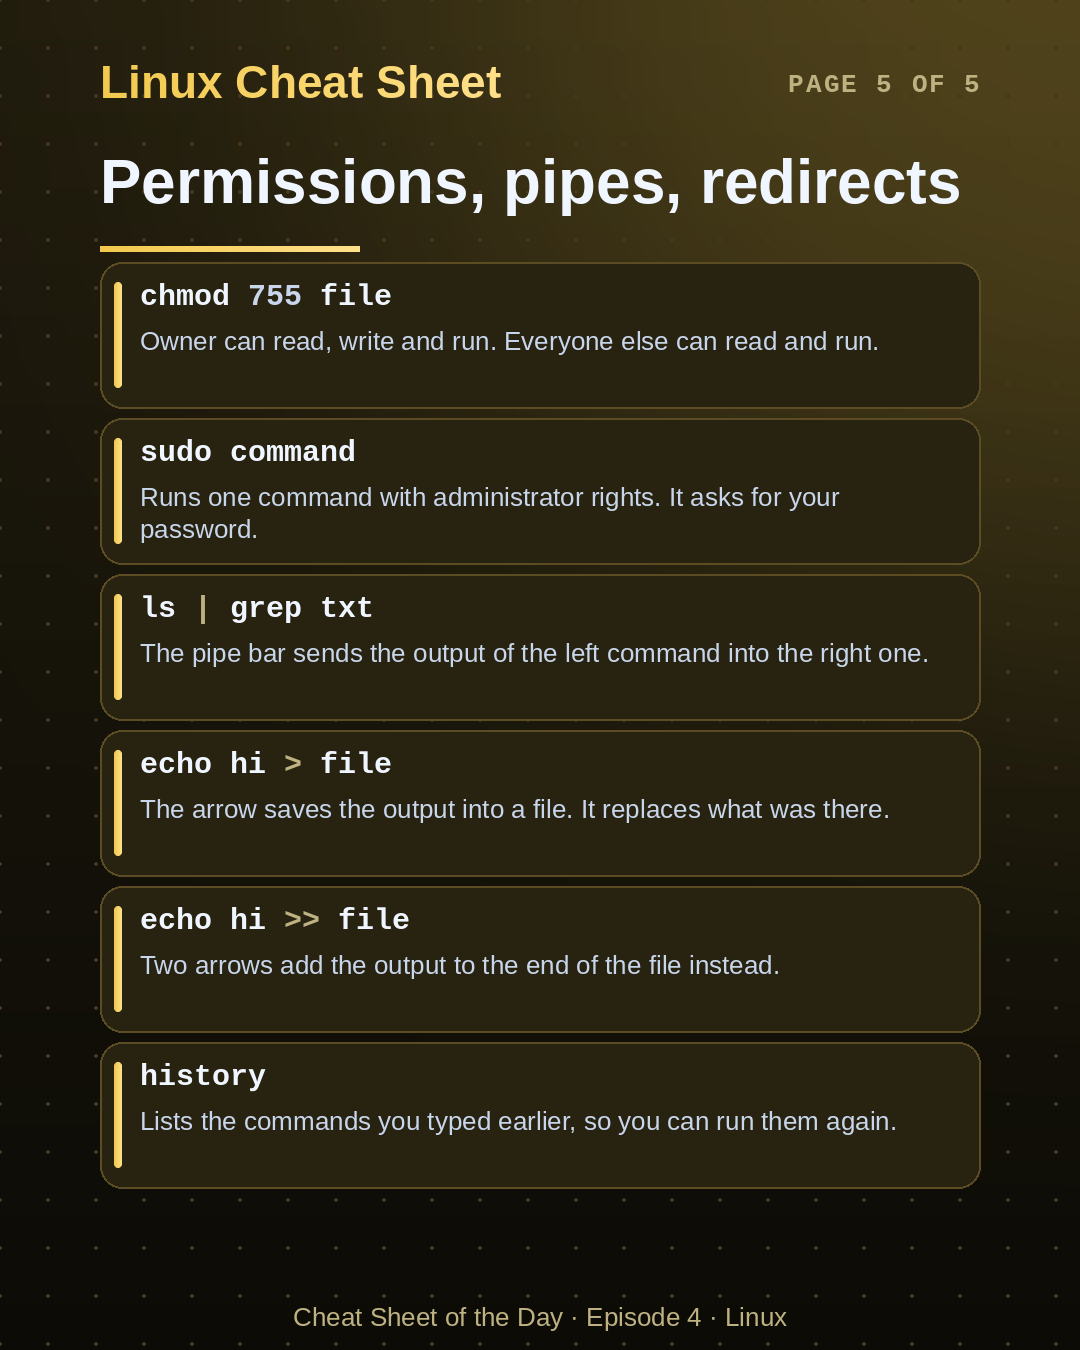 Linux Cheat Sheet
PAGE 5 OF 5
Permissions, pipes, redirects
chmod 755 file
Owner can read, write and run. Everyone else can read and run.
sudo command
Runs one command with administrator rights. It asks for your
password.
ls | grep txt
The pipe bar sends the output of the left command into the right one.
echo hi > file
The arrow saves the output into a file. It replaces what was there.
echo hi >> file
Two arrows add the output to the end of the file instead.
history
Lists the commands you typed earlier, so you can run them again.
Cheat Sheet of the Day · Episode 4 · Linux